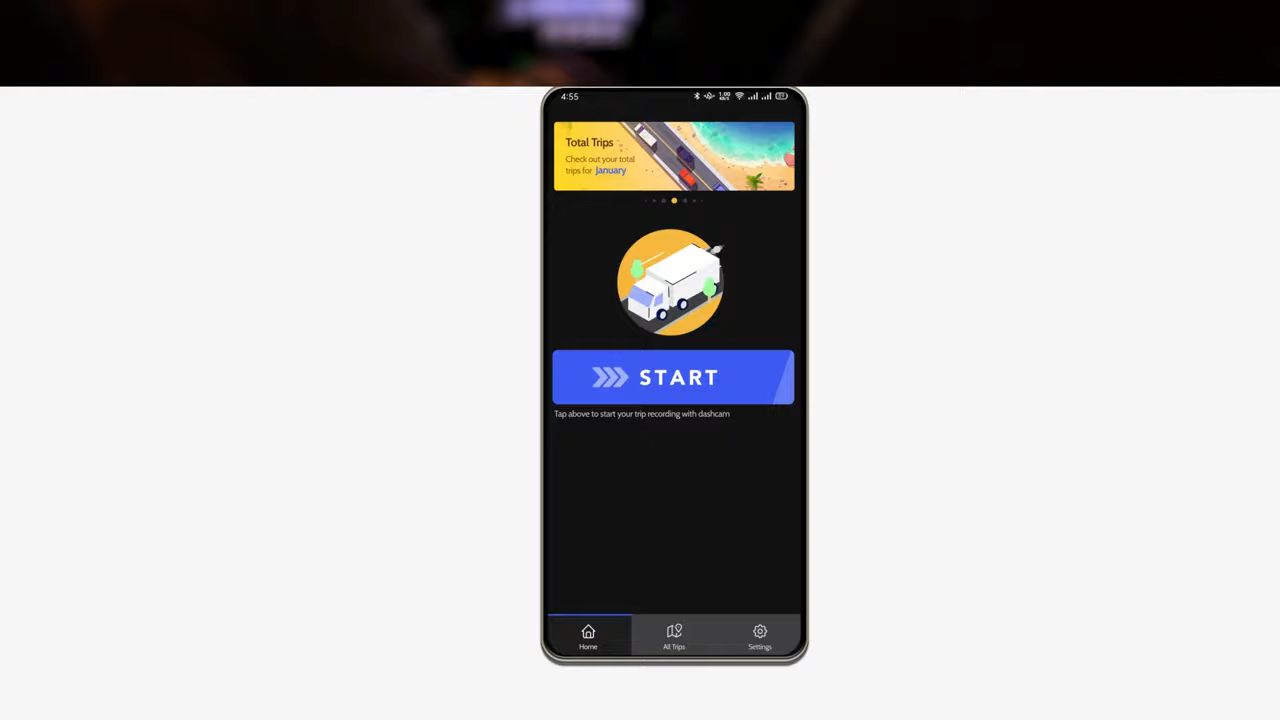 4:55
Total Trips
Check out your total
trips for January
START
Tap above to start your trip recording with dashcam
Home
All Trips
Settings